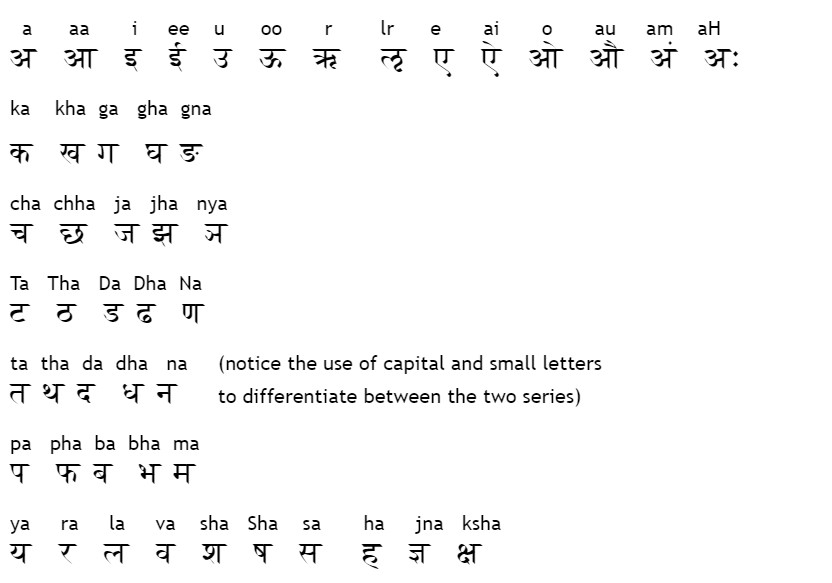 a aa i ee u oo r lr e ai o au am aH
अ आ इ ई उ ऊ ऋ ऌ ए ऐ ओ औ अं अः
ka kha ga gha gna
क ख ग घ ङ
cha chha ja jha nya
च छ ज झ ञ
Ta Tha Da Dha Na
ट ठ ड ढ ण
ta tha da dha na (notice the use of capital and small letters
त थ द ध न to differentiate between the two series)
pa pha ba bha ma
प फ ब भ म
ya ra la va sha Sha sa ha jna ksha
य र ल व श ष स ह ज्ञ क्ष